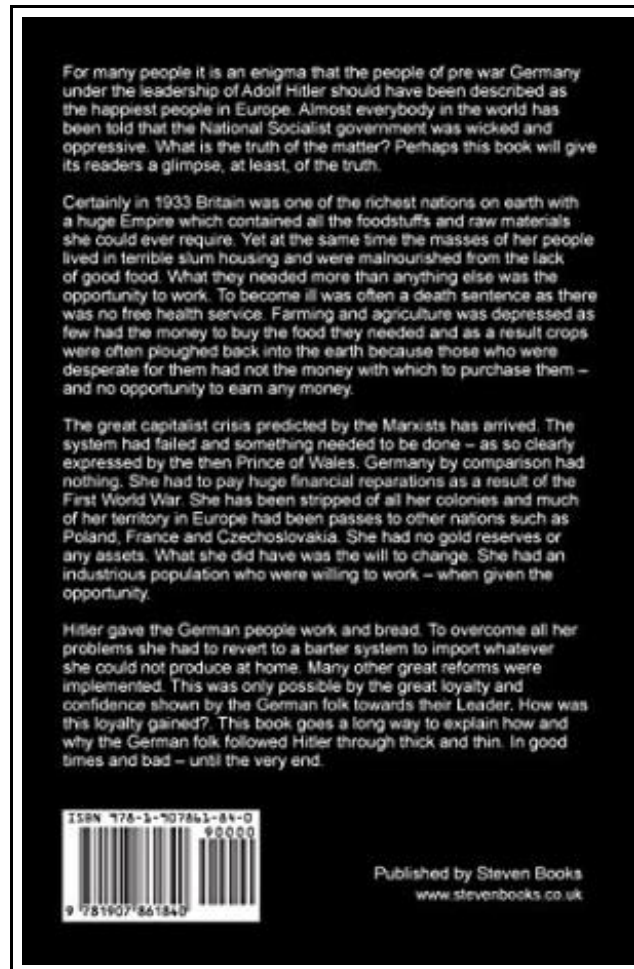 For many people it is an enigma that the people of pre war Germany
under the leadership of Adolf Hitler should have been described as
the happiest people in Europe. Almost everybody in the world has
been told that the National Socialist government was wicked and
oppressive. What is the truth of the matter? Perhaps this book will give
its readers a glimpse, at least, of the truth.
Certainly in 1933 Britain was one of the richest nations on earth with
a huge Empire which contained all the foodstuffs and raw materials
she could ever require. Yet at the same time the masses of her people
lived in terrible slum housing and were malnourished from the lack
of good food. What they needed more than anything else was the
opportunity to work. To become ill was often a death sentence as there
was no free health service. Farming and agriculture was depressed as
few had the money to buy the food they needed and as a result crops
were often ploughed back into the earth because those who were
desperate for them had not the money with which to purchase them –
and no opportunity to earn any money.
The great capitalist crisis predicted by the Marxists has arrived. The
system had failed and something needed to be done – as so clearly
expressed by the then Prince of Wales. Germany by comparison had
nothing. She had to pay huge financial reparations as a result of the
First World War. She has been stripped of all her colonies and much
of her territory in Europe had been passes to other nations such as
Poland, France and Czechoslovakia. She had no gold reserves or
any assets. What she did have was the will to change. She had an
industrious population who were willing to work – when given the
opportunity.
Hitler gave the German people work and bread. To overcome all her
problems she had to revert to a barter system to import whatever
she could not produce at home. Many other great reforms were
implemented. This was only possible by the great loyalty and
confidence shown by the German folk towards their Leader. How was
this loyalty gained?. This book goes a long way to explain how and
why the German folk followed Hitler through thick and thin. In good
times and bad – until the very end.
ISBN 978-1-907861-84-0
90000
9 781907 861840
Published by Steven Books
www.stevenbooks.co.uk